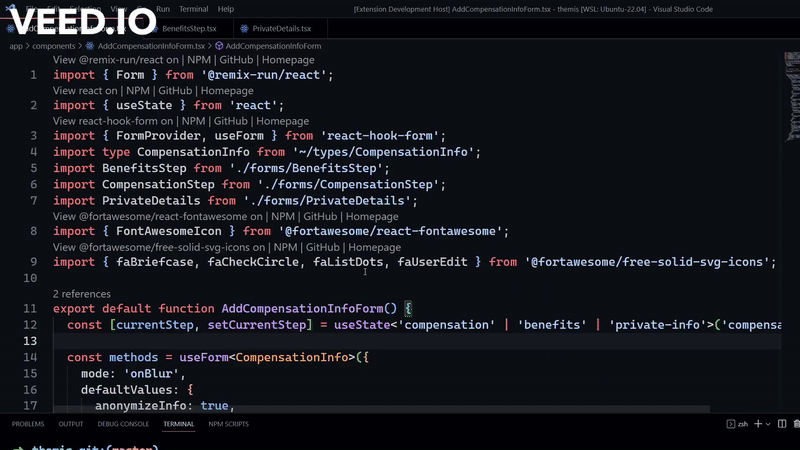 VEED.IO
Run Terminal Help
[Extension Development Host] AddCompensationInfoForm.tsx - themis [WSL: Ubuntu-22.04] - Visual Studio Code
BenefitsStep.tsx PrivateDetails.tsx
app > components > AddCompensationInfoForm.tsx > AddCompensationInfoForm
View @remix-run/react on | NPM | GitHub | Homepage
1 import { Form } from '@remix-run/react';
View react on | NPM | GitHub | Homepage
2 import { useState } from 'react';
View react-hook-form on | NPM | GitHub | Homepage
3 import { FormProvider, useForm } from 'react-hook-form';
4 import type CompensationInfo from '~/types/CompensationInfo';
5 import BenefitsStep from './forms/BenefitsStep';
6 import CompensationStep from './forms/CompensationStep';
7 import PrivateDetails from './forms/PrivateDetails';
View @fortawesome/react-fontawesome on | NPM | GitHub | Homepage
8 import { FontAwesomeIcon } from '@fortawesome/react-fontawesome';
View @fortawesome/free-solid-svg-icons on | NPM | GitHub | Homepage
9 import { faBriefcase, faCheckCircle, faListDots, faUserEdit } from '@fortawesome/free-solid-svg-icons';
10
2 references
11 export default function AddCompensationInfoForm() {
12 const [currentStep, setCurrentStep] = useState<'compensation' | 'benefits' | 'private-info'>('compensa
13
14 const methods = useForm<CompensationInfo>({
15 mode: 'onBlur',
16 defaultValues: {
17 anonymizeInfo: true,
PROBLEMS OUTPUT DEBUG CONSOLE TERMINAL NPM SCRIPTS
zsh
themis git:(master)